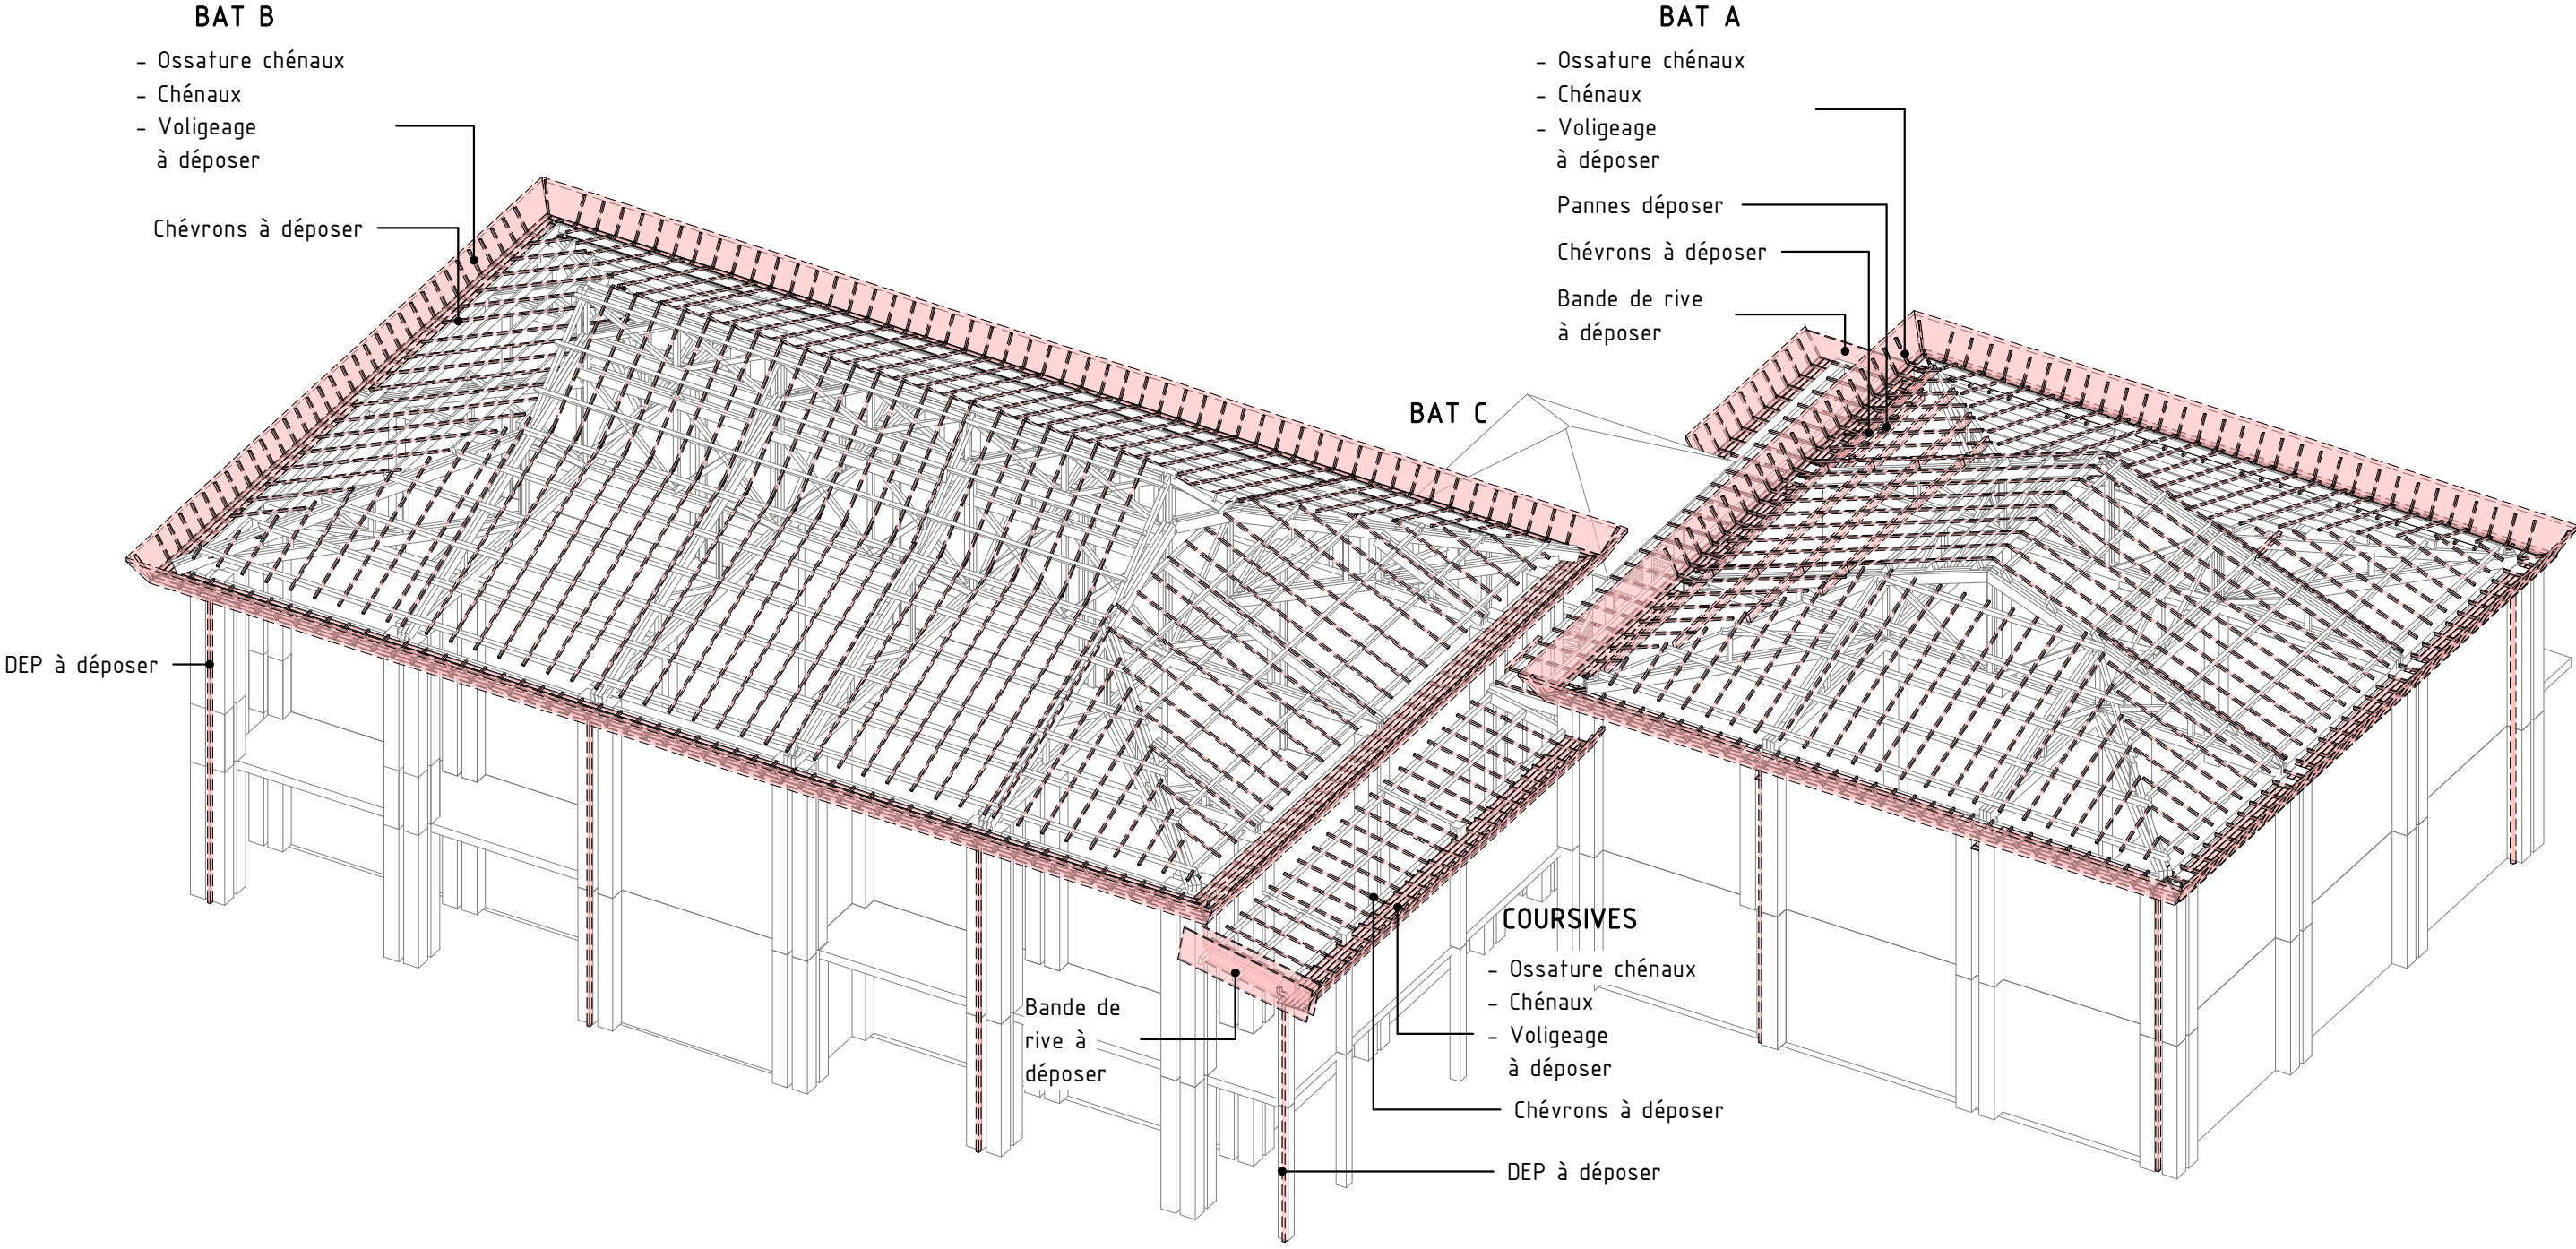 BAT B
- Ossature chénaux
- Chénaux
- Voligeage
à déposer
Chévrons à déposer
DEP à déposer
BAT A
- Ossature chénaux
- Chénaux
- Voligeage
à déposer
Pannes déposer
Chévrons à déposer
Bande de rive
à déposer
BAT C
COURSIVES
- Ossature chénaux
- Chénaux
- Voligeage
à déposer
Chévrons à déposer
DEP à déposer
Bande de
rive à
déposer